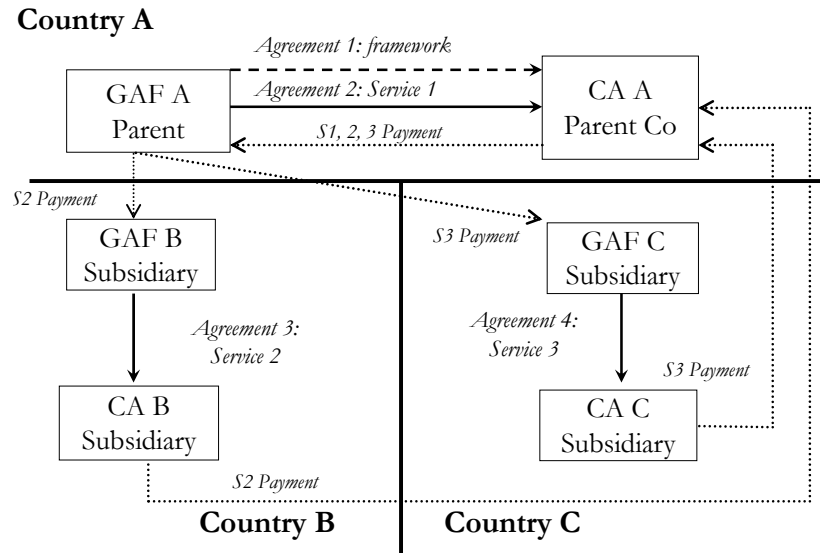 Country A
Agreement 1: framework
GAF A
Parent
Agreement 2: Service 1
CA A
Parent Co
S1, 2, 3 Payment
S2 Payment
GAF B
Subsidiary
S3 Payment
GAF C
Subsidiary
Agreement 3:
Service 2
Agreement 4:
Service 3
S3 Payment
CA B
Subsidiary
CA C
Subsidiary
S2 Payment
Country B
Country C